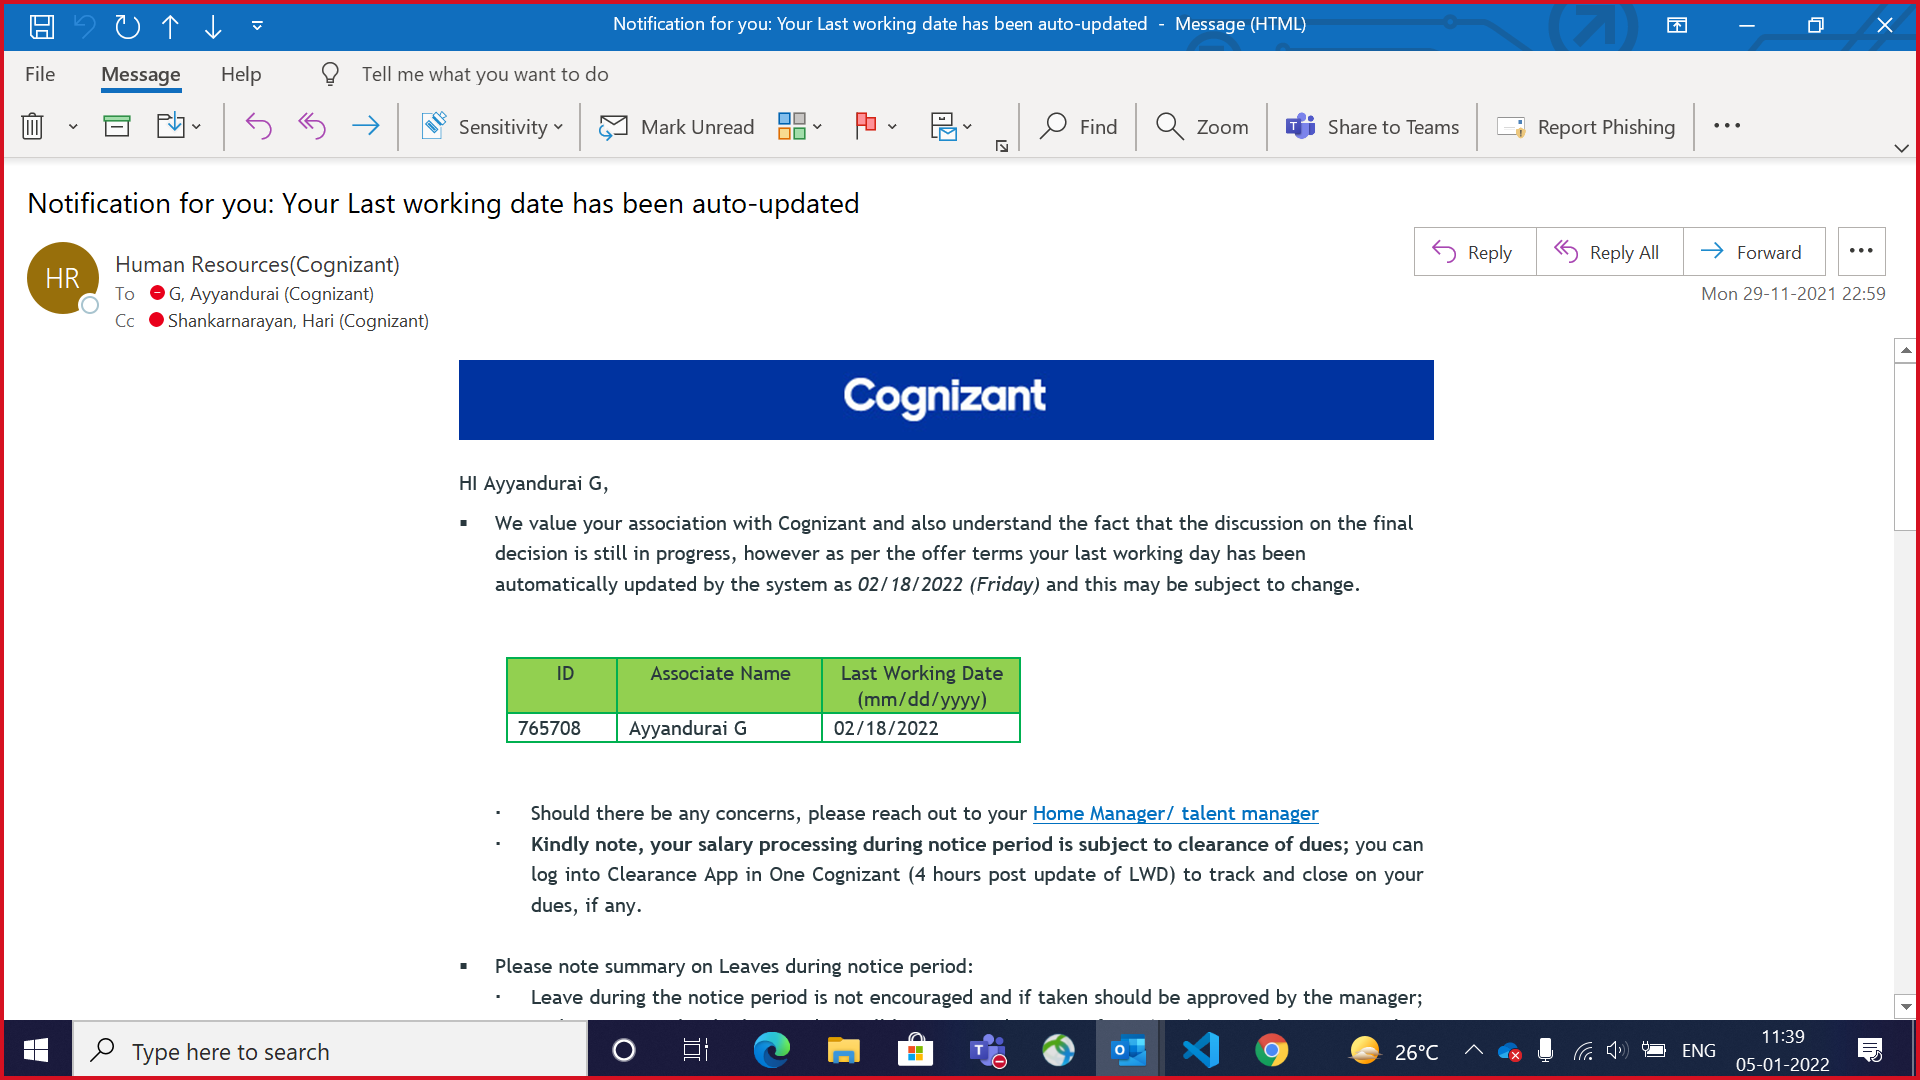 Notification for you: Your Last working date has been auto-updated - Message (HTML)
File Message Help Tell me what you want to do
Sensitivity Mark Unread Find Zoom Share to Teams Report Phishing
Notification for you: Your Last working date has been auto-updated
HR
Human Resources(Cognizant)
To G, Ayyandurai (Cognizant)
Cc Shankarnarayan, Hari (Cognizant)
Reply Reply All Forward
Mon 29-11-2021 22:59
Cognizant
HI Ayyandurai G,
▪ We value your association with Cognizant and also understand the fact that the discussion on the final
decision is still in progress, however as per the offer terms your last working day has been
automatically updated by the system as 02/18/2022 (Friday) and this may be subject to change.
ID Associate Name Last Working Date
(mm/dd/yyyy)
765708 Ayyandurai G 02/18/2022
· Should there be any concerns, please reach out to your Home Manager/ talent manager
· Kindly note, your salary processing during notice period is subject to clearance of dues; you can
log into Clearance App in One Cognizant (4 hours post update of LWD) to track and close on your
dues, if any.
▪ Please note summary on Leaves during notice period:
· Leave during the notice period is not encouraged and if taken should be approved by the manager;
Type here to search
26°C
ENG
11:39
05-01-2022